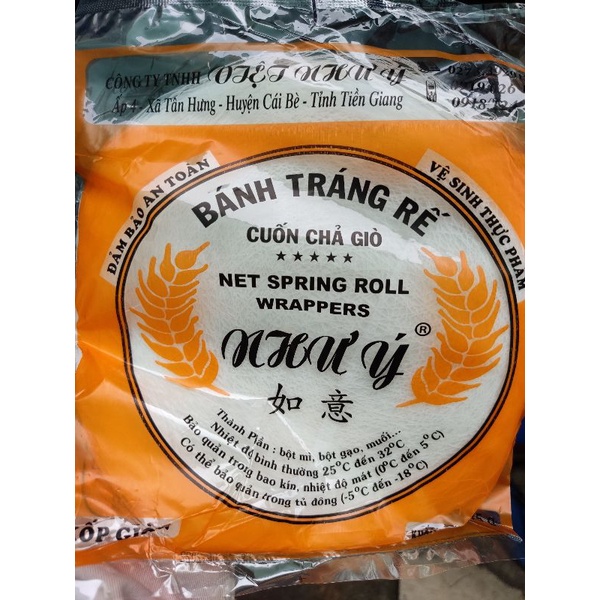 CÔNG TY TNHH VIỆT NHƯ Ý
Ấp 4 - Xã Tân Hưng - Huyện Cái Bè - Tỉnh Tiền Giang
ĐẢM BẢO AN TOÀN
VỆ SINH THỰC PHẨM
BÁNH TRÁNG RẾ
CUỐN CHẢ GIÒ
★★★★★
NET SPRING ROLL
WRAPPERS
NHƯ Ý ®
如意
Thành Phần : bột mì, bột gạo, muối...
Nhiệt độ bình thường 25°C đến 32°C
Bảo quản trong bao kín, nhiệt độ mát (0°C đến 5°C)
Có thể bảo quản trong tủ đông (-5°C đến -18°C)